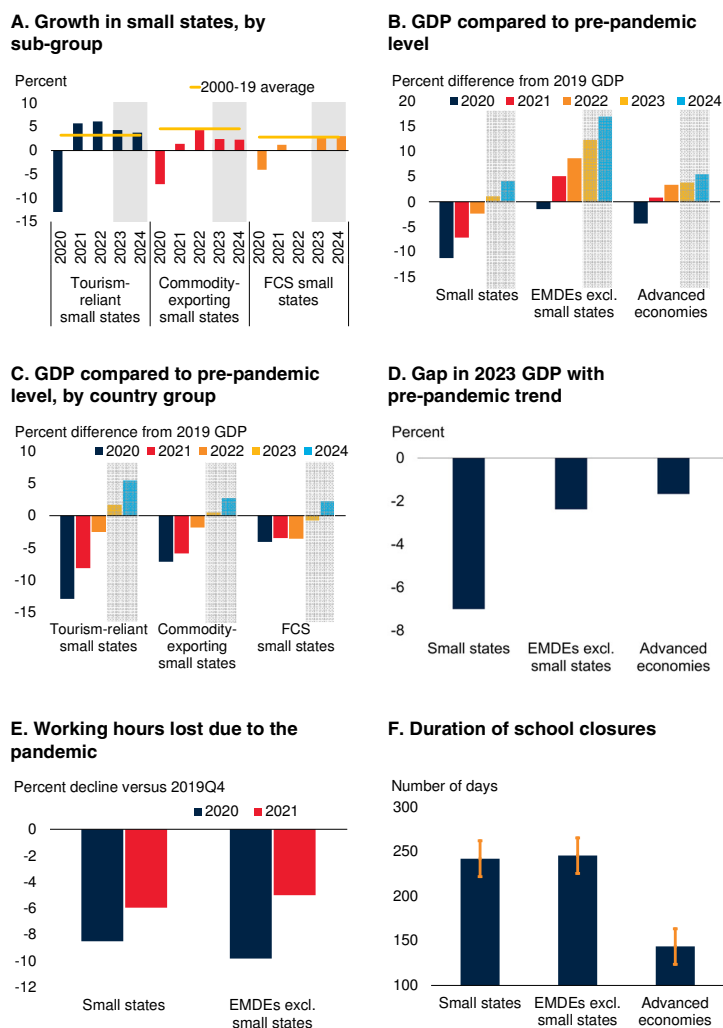 A. Growth in small states, by
sub-group
Percent
2000-19 average
10
5
0
-5
-10
-15
2020
2021
2022
2023
2024
2020
2021
2022
2023
2024
2020
2021
2022
2023
2024
Tourism-
reliant
small states
Commodity-
exporting
small states
FCS small
states
B. GDP compared to pre-pandemic
level
Percent difference from 2019 GDP
2020 2021 2022 2023 2024
20
15
10
5
0
-5
-10
-15
Small states
EMDEs excl.
small states
Advanced
economies
C. GDP compared to pre-pandemic
level, by country group
Percent difference from 2019 GDP
2020 2021 2022 2023 2024
10
5
0
-5
-10
-15
Tourism-reliant
small states
Commodity-
exporting
small states
FCS
small states
D. Gap in 2023 GDP with
pre-pandemic trend
Percent
0
-2
-4
-6
-8
Small states
EMDEs excl.
small states
Advanced
economies
E. Working hours lost due to the
pandemic
Percent decline versus 2019Q4
2020 2021
0
-2
-4
-6
-8
-10
-12
Small states
EMDEs excl.
small states
F. Duration of school closures
Number of days
300
250
200
150
100
Small states
EMDEs excl.
small states
Advanced
economies